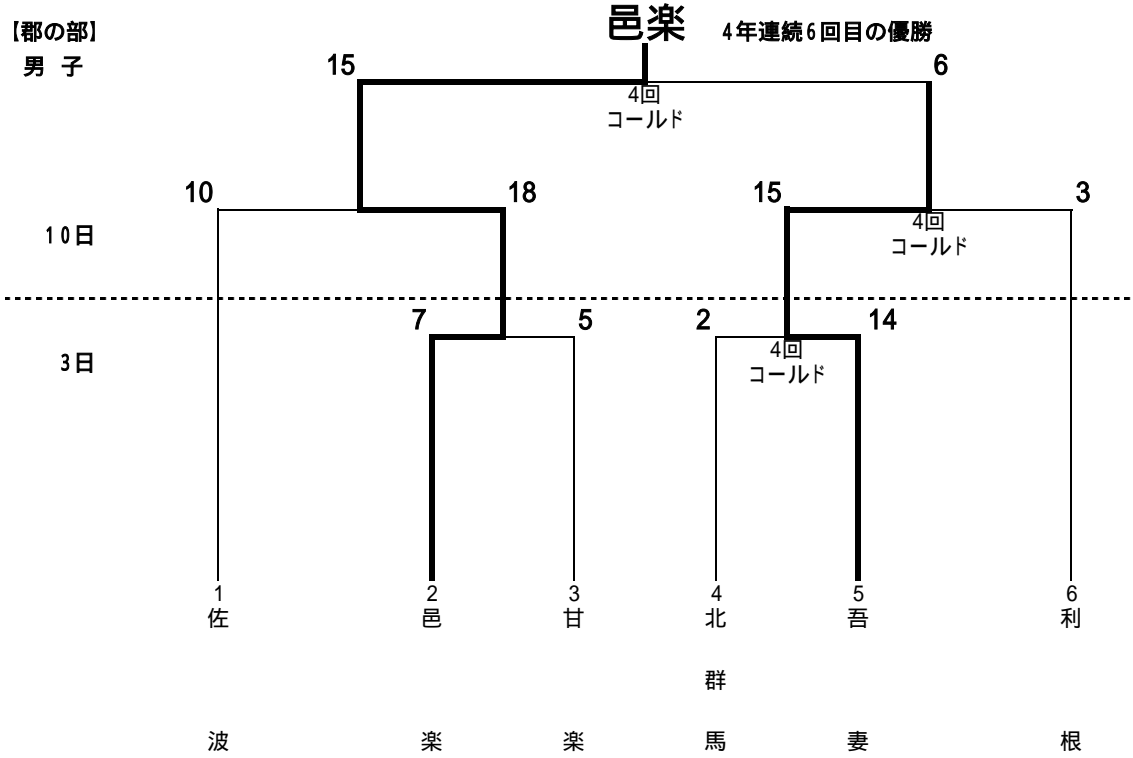 【郡の部】
邑楽 4年連続6回目の優勝
男 子
15 6
4回
コールド
10 18 15 3
4回
コールド
10日
7 5 2 14
4回
コールド
3日
1 2 3 4 5 6
佐波
邑楽
甘楽
北群馬
吾妻
利根